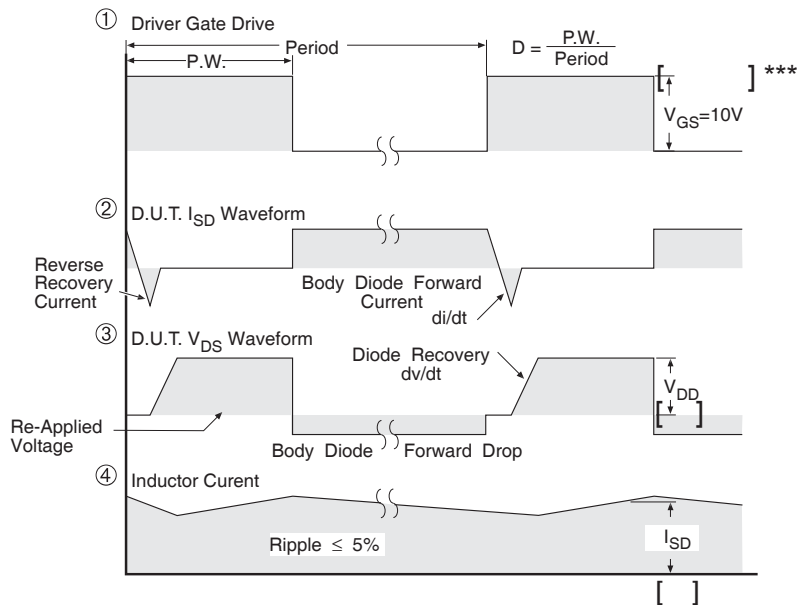 ① Driver Gate Drive
Period
P.W.
D = P.W. / Period
[ ] ***
V_GS=10V
② D.U.T. I_SD Waveform
Reverse
Recovery
Current
Body Diode Forward
Current
di/dt
③ D.U.T. V_DS Waveform
Diode Recovery
dv/dt
V_DD
[ ]
Re-Applied
Voltage
Body Diode Forward Drop
④ Inductor Curent
Ripple ≤ 5%
I_SD
[ ]